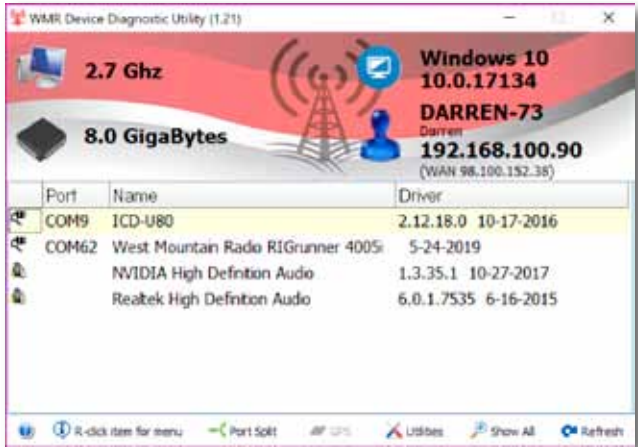 WMR Device Diagnostic Utility (1.21)
2.7 Ghz
Windows 10
10.0.17134
8.0 GigaBytes
DARREN-73
Darren
192.168.100.90
(WAN 98.100.152.38)
Port Name Driver
COM9 ICD-U80 2.12.18.0 10-17-2016
COM62 West Mountain Radio RIGrunner 4005i 5-24-2019
NVIDIA High Defintion Audio 1.3.35.1 10-27-2017
Realtek High Defintion Audio 6.0.1.7535 6-16-2015
R-click item for menu Port Split GPS Utilities Show All Refresh